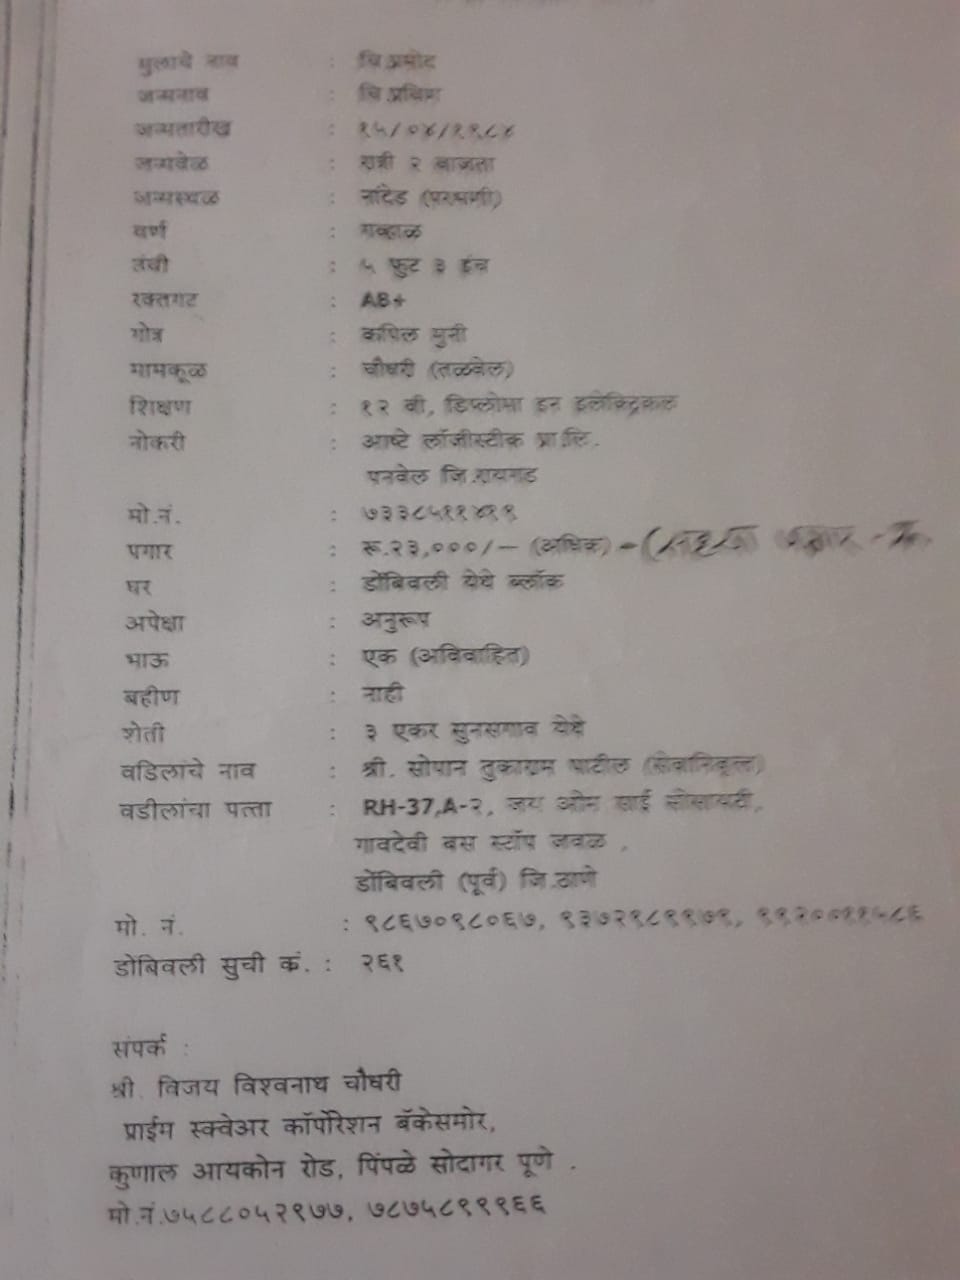 मुलाचे नाव : चि.प्रमोद
जन्मनाव : चि.प्रविण
जन्मतारीख : १५/०४/१९८४
जन्मवेळ : रात्री २ वाजता
जन्मस्थळ : नांदेड (परभणी)
वर्ण : गव्हाळ
उंची : ५ फुट ३ इंच
रक्तगट : AB+
गोत्र : कपिल मुनी
मामकूळ : चौधरी (तळवेल)
शिक्षण : १२ वी, डिप्लोमा इन इलेक्ट्रिकल
नोकरी : आष्टे लॉजीस्टीक प्रा.लि.
पनवेल जि.रायगड
मो.नं. :
पगार : रू.२३,०००/- (अधिक) -
घर : डोंबिवली येथे ब्लॉक
अपेक्षा : अनुरूप
भाऊ : एक (अविवाहित)
बहीण : नाही
शेती : ३ एकर सुनसगाव येथे
वडिलांचे नाव : श्री. सोपान तुकाराम पाटील (सेवानिवृत्त)
वडीलांचा पत्ता : RH-37,A-२, जय ओम साई सोसायटी,
गावदेवी बस स्टॉप जवळ ,
डोंबिवली (पूर्व) जि.ठाणे
मो. नं. : ९८६७०९८०६७, ९३७२९८९९७९,
डोंबिवली सुची कं. : २६१
संपर्क :
श्री. विजय विश्वनाथ चौधरी
प्राईम स्क्वेअर कॉर्पोरेशन बॅकेसमोर,
कुणाल आयकोन रोड, पिंपळे सोदागर पूणे .
मो.नं.७५८८०५२९७७, ७८७५८९९९६६